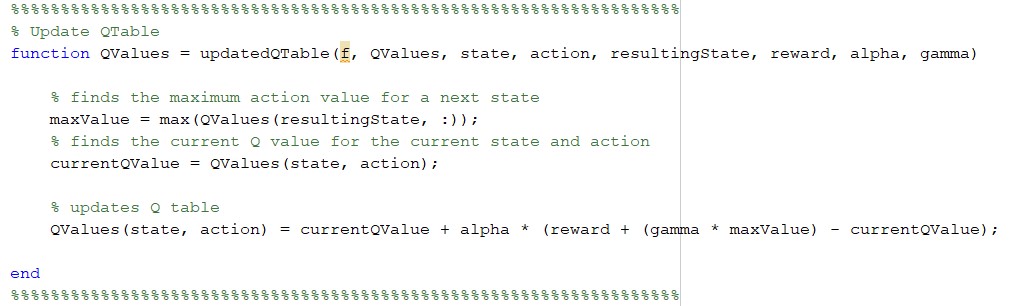 %%%%%%%%%%%%%%%%%%%%%%%%%%%%%%%%%%%%%%%%%%%%%%%%%%%%%%%%%%%%%%%%%%%
% Update QTable
function QValues = updatedQTable(f, QValues, state, action, resultingState, reward, alpha, gamma)
% finds the maximum action value for a next state
maxValue = max(QValues(resultingState, :));
% finds the current Q value for the current state and action
currentQValue = QValues(state, action);
% updates Q table
QValues(state, action) = currentQValue + alpha * (reward + (gamma * maxValue) - currentQValue);
end
%%%%%%%%%%%%%%%%%%%%%%%%%%%%%%%%%%%%%%%%%%%%%%%%%%%%%%%%%%%%%%%%%%%